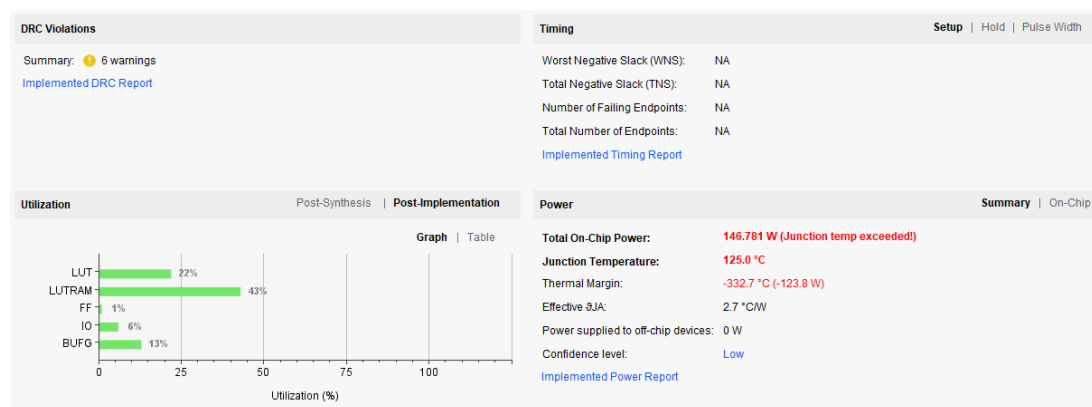 DRC Violations
Summary: 6 warnings
Implemented DRC Report
Timing
Setup | Hold | Pulse Width
Worst Negative Slack (WNS): NA
Total Negative Slack (TNS): NA
Number of Failing Endpoints: NA
Total Number of Endpoints: NA
Implemented Timing Report
Utilization
Post-Synthesis | Post-Implementation
Graph | Table
LUT 22%
LUTRAM 43%
FF 1%
IO 6%
BUFG 13%
0 25 50 75 100
Utilization (%)
Power
Summary | On-Chip
Total On-Chip Power: 146.781 W (Junction temp exceeded!)
Junction Temperature: 125.0 °C
Thermal Margin: -332.7 °C (-123.8 W)
Effective ϑJA: 2.7 °C/W
Power supplied to off-chip devices: 0 W
Confidence level: Low
Implemented Power Report